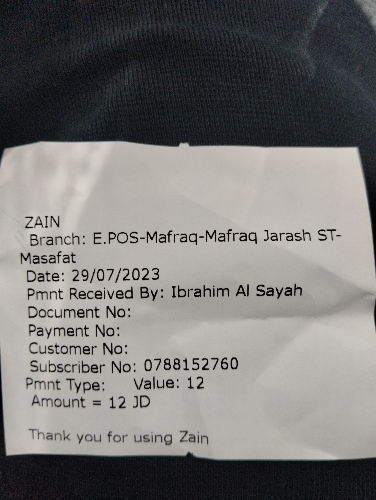 ZAIN
Branch: E.POS-Mafraq-Mafraq Jarash ST-
Masafat
Date: 29/07/2023
Pmnt Received By: Ibrahim Al Sayah
Document No:
Payment No:
Customer No:
Subscriber No: 0788152760
Pmnt Type: Value: 12
Amount = 12 JD
Thank you for using Zain